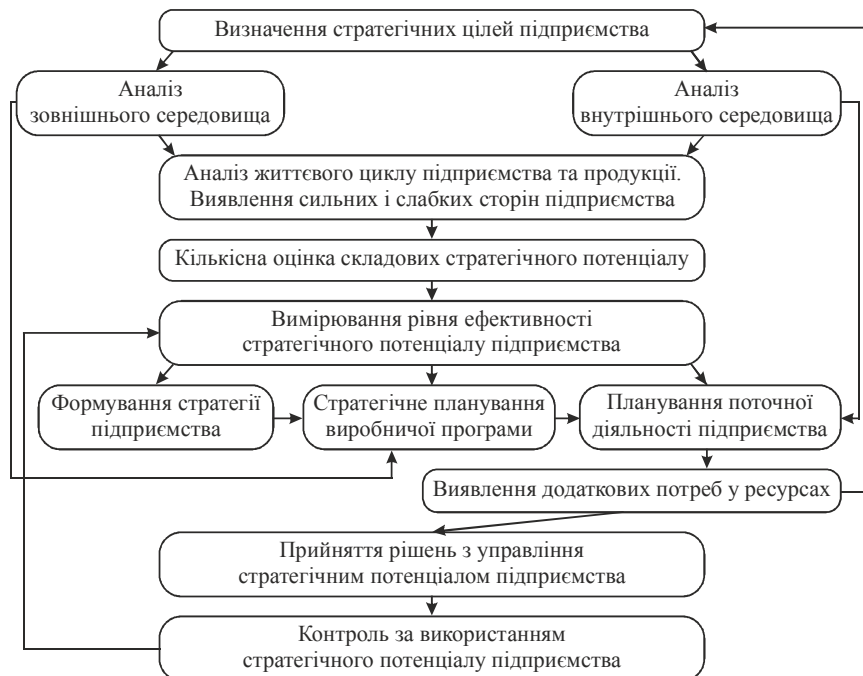 Визначення стратегічних цілей підприємства
Аналіз
зовнішнього середовища
Аналіз
внутрішнього середовища
Аналіз життєвого циклу підприємства та продукції.
Виявлення сильних і слабких сторін підприємства
Кількісна оцінка складових стратегічного потенціалу
Вимірювання рівня ефективності
стратегічного потенціалу підприємства
Формування стратегії
підприємства
Стратегічне планування
виробничої програми
Планування поточної
діяльності підприємства
Виявлення додаткових потреб у ресурсах
Прийняття рішень з управління
стратегічним потенціалом підприємства
Контроль за використанням
стратегічного потенціалу підприємства